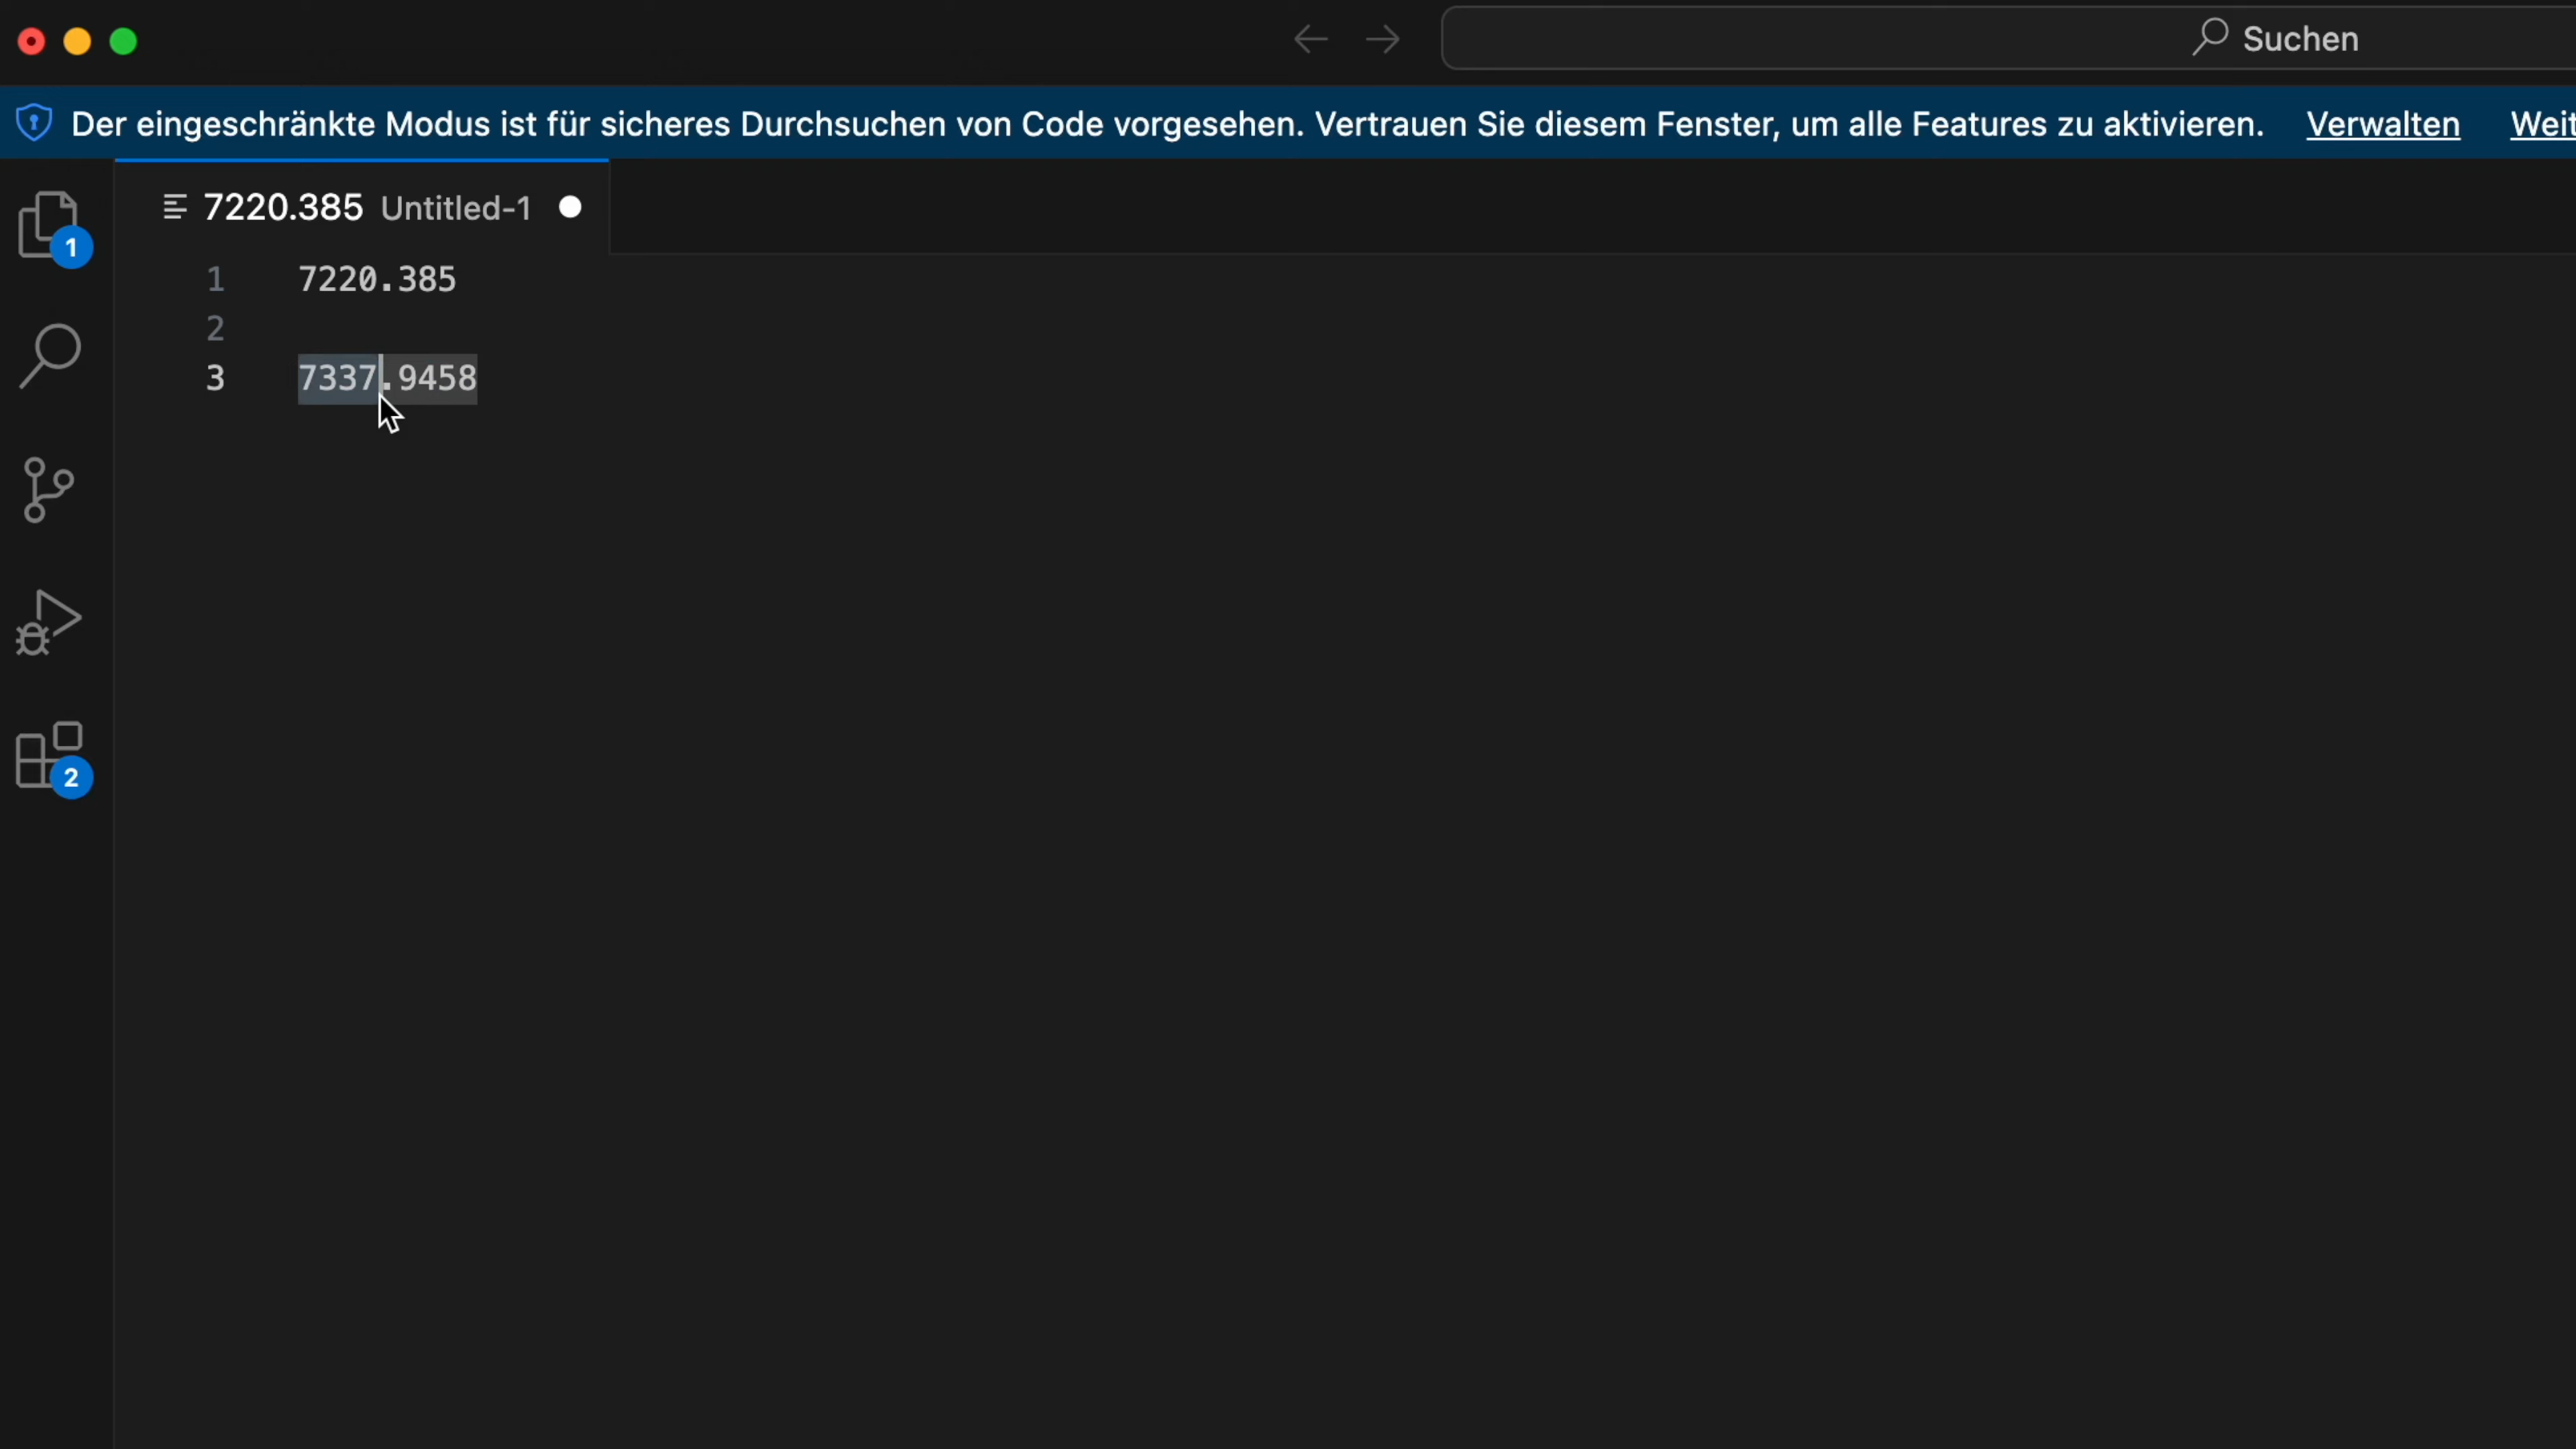 Suchen
Der eingeschränkte Modus ist für sicheres Durchsuchen von Code vorgesehen. Vertrauen Sie diesem Fenster, um alle Features zu aktivieren. Verwalten Weit
7220.385 Untitled-1
1
1 7220.385
2
3 7337.9458
2